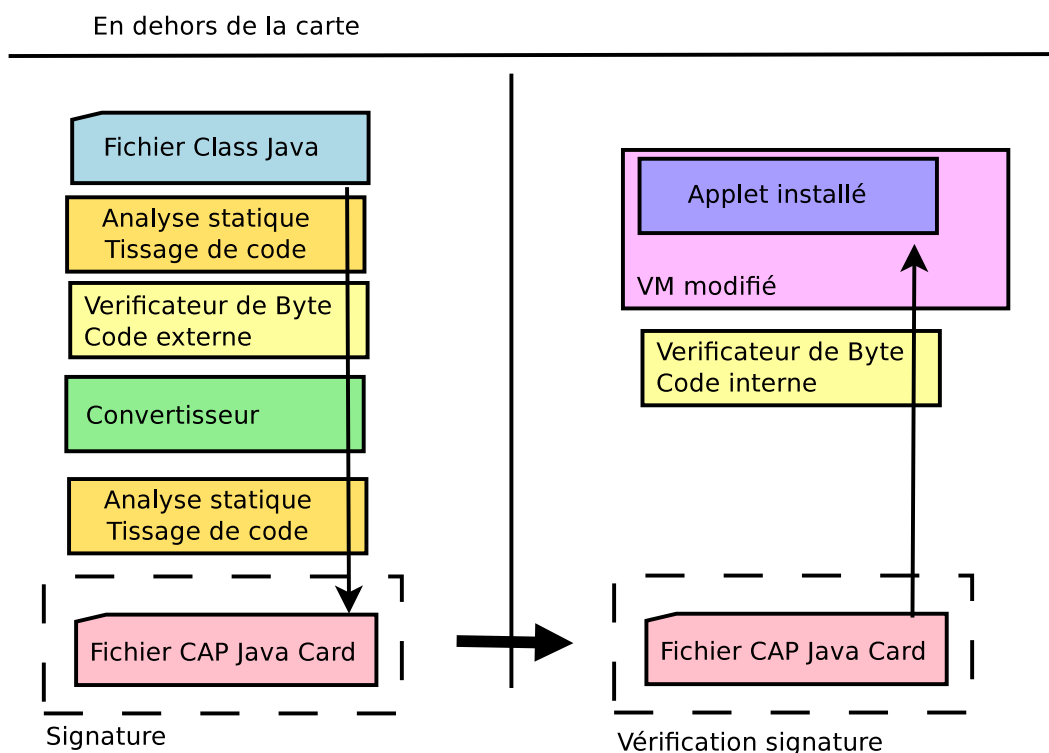 En dehors de la carte
Fichier Class Java
Analyse statique
Tissage de code
Verificateur de Byte
Code externe
Convertisseur
Analyse statique
Tissage de code
Fichier CAP Java Card
Signature
Applet installé
VM modifié
Verificateur de Byte
Code interne
Fichier CAP Java Card
Vérification signature